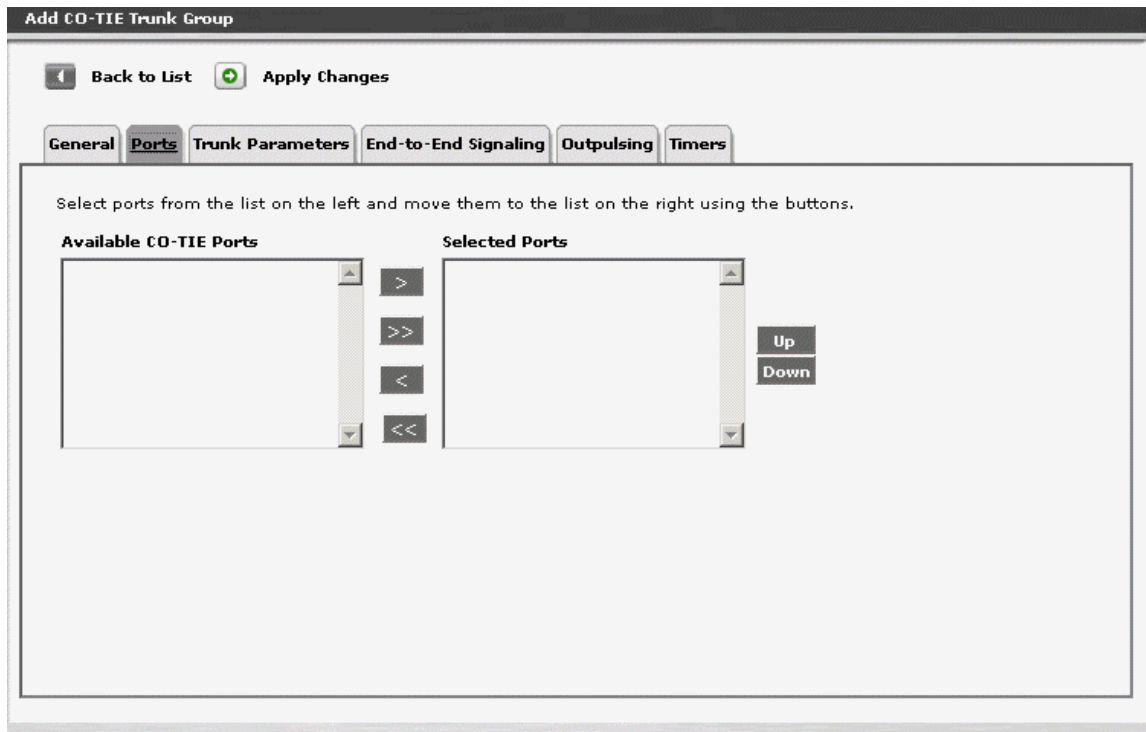 Add CO-TIE Trunk Group
Back to List Apply Changes
General Ports Trunk Parameters End-to-End Signaling Outpulsing Timers
Select ports from the list on the left and move them to the list on the right using the buttons.
Available CO-TIE Ports Selected Ports
>
>>
<
<<
Up
Down